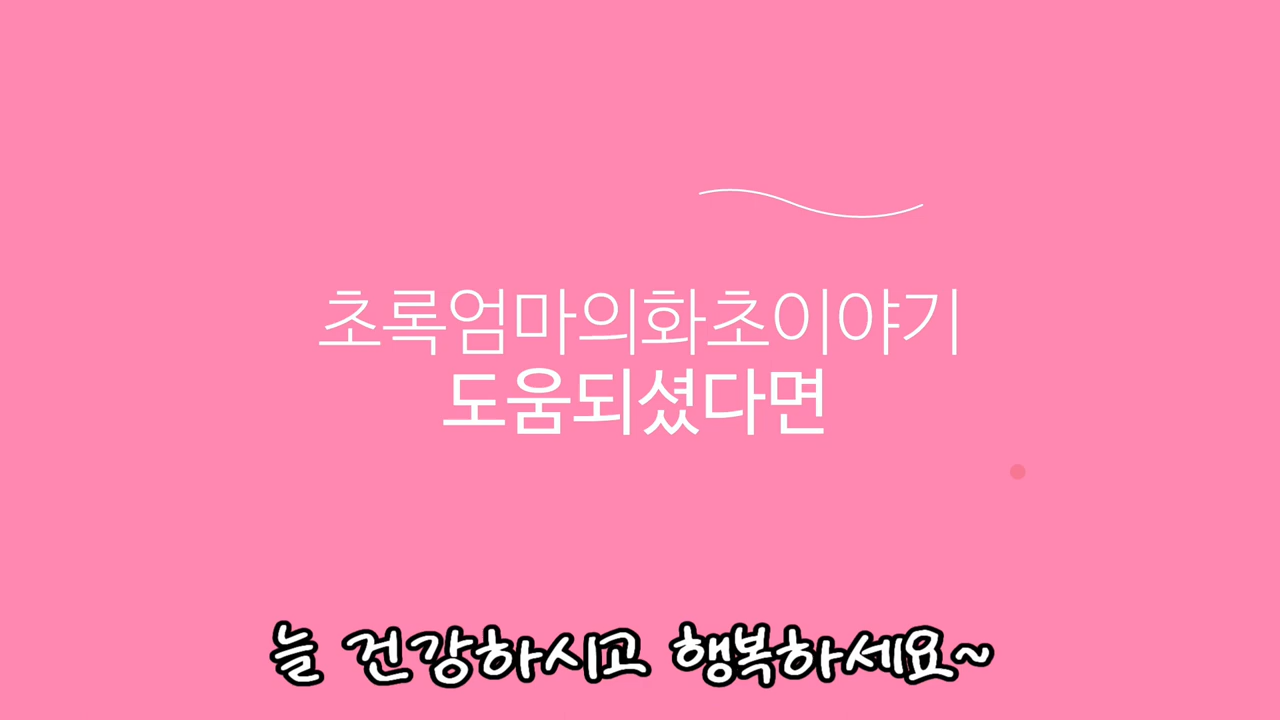 초록엄마의화초이야기
도움되셨다면
늘 건강하시고 행복하세요~